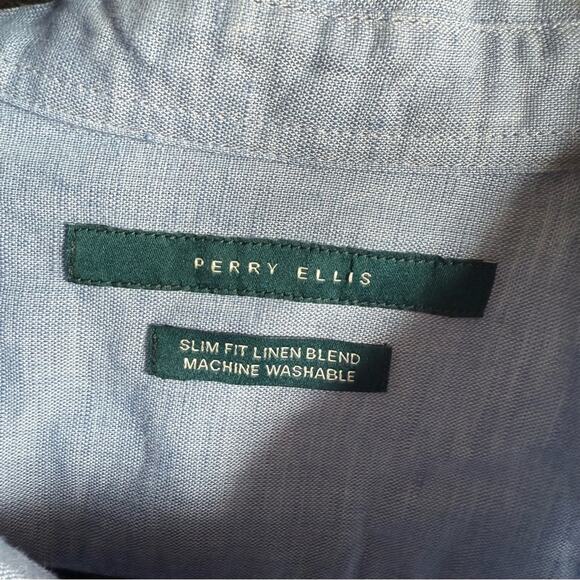 PERRY ELLIS
SLIM FIT LINEN BLEND
MACHINE WASHABLE